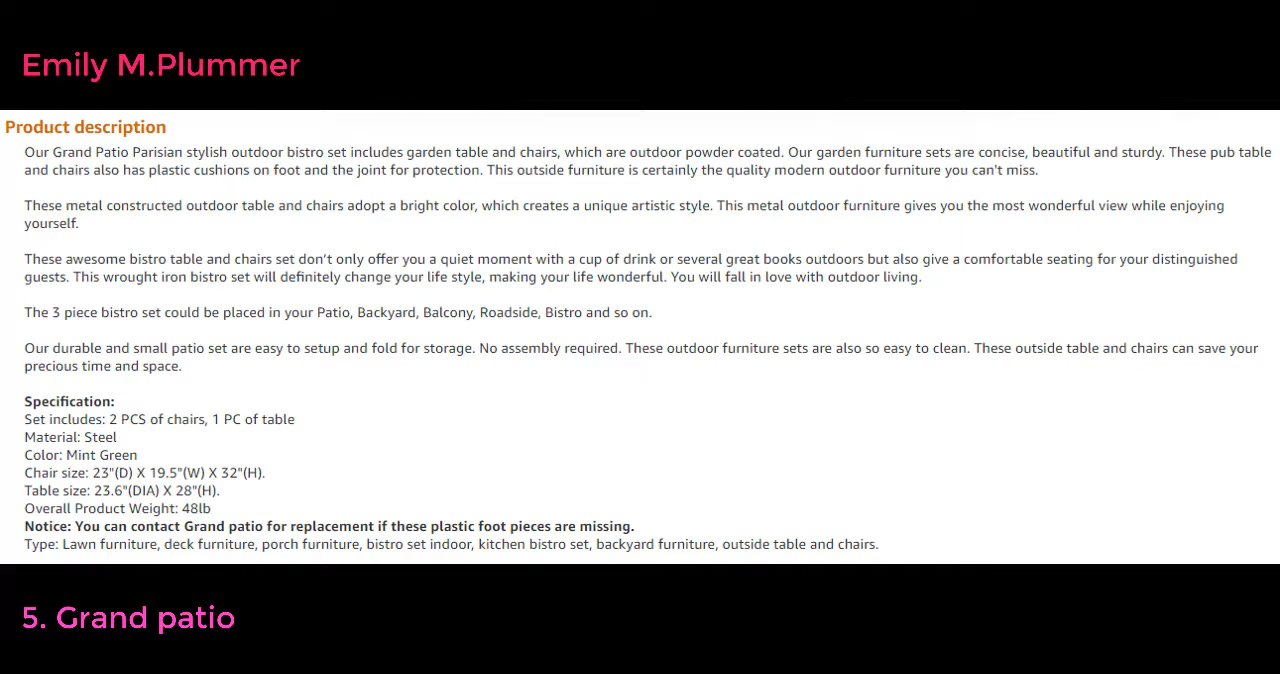 Emily M.Plummer
Product description
Our Grand Patio Parisian stylish outdoor bistro set includes garden table and chairs, which are outdoor powder coated. Our garden furniture sets are concise, beautiful and sturdy. These pub table
and chairs also has plastic cushions on foot and the joint for protection. This outside furniture is certainly the quality modern outdoor furniture you can't miss.
These metal constructed outdoor table and chairs adopt a bright color, which creates a unique artistic style. This metal outdoor furniture gives you the most wonderful view while enjoying
yourself.
These awesome bistro table and chairs set don't only offer you a quiet moment with a cup of drink or several great books outdoors but also give a comfortable seating for your distinguished
guests. This wrought iron bistro set will definitely change your life style, making your life wonderful. You will fall in love with outdoor living.
The 3 piece bistro set could be placed in your Patio, Backyard, Balcony, Roadside, Bistro and so on.
Our durable and small patio set are easy to setup and fold for storage. No assembly required. These outdoor furniture sets are also so easy to clean. These outside table and chairs can save your
precious time and space.
Specification:
Set includes: 2 PCS of chairs, 1 PC of table
Material: Steel
Color: Mint Green
Chair size: 23"(D) X 19.5"(W) X 32"(H).
Table size: 23.6"(DIA) X 28"(H).
Overall Product Weight: 48lb
Notice: You can contact Grand patio for replacement if these plastic foot pieces are missing.
Type: Lawn furniture, deck furniture, porch furniture, bistro set indoor, kitchen bistro set, backyard furniture, outside table and chairs.
5. Grand patio